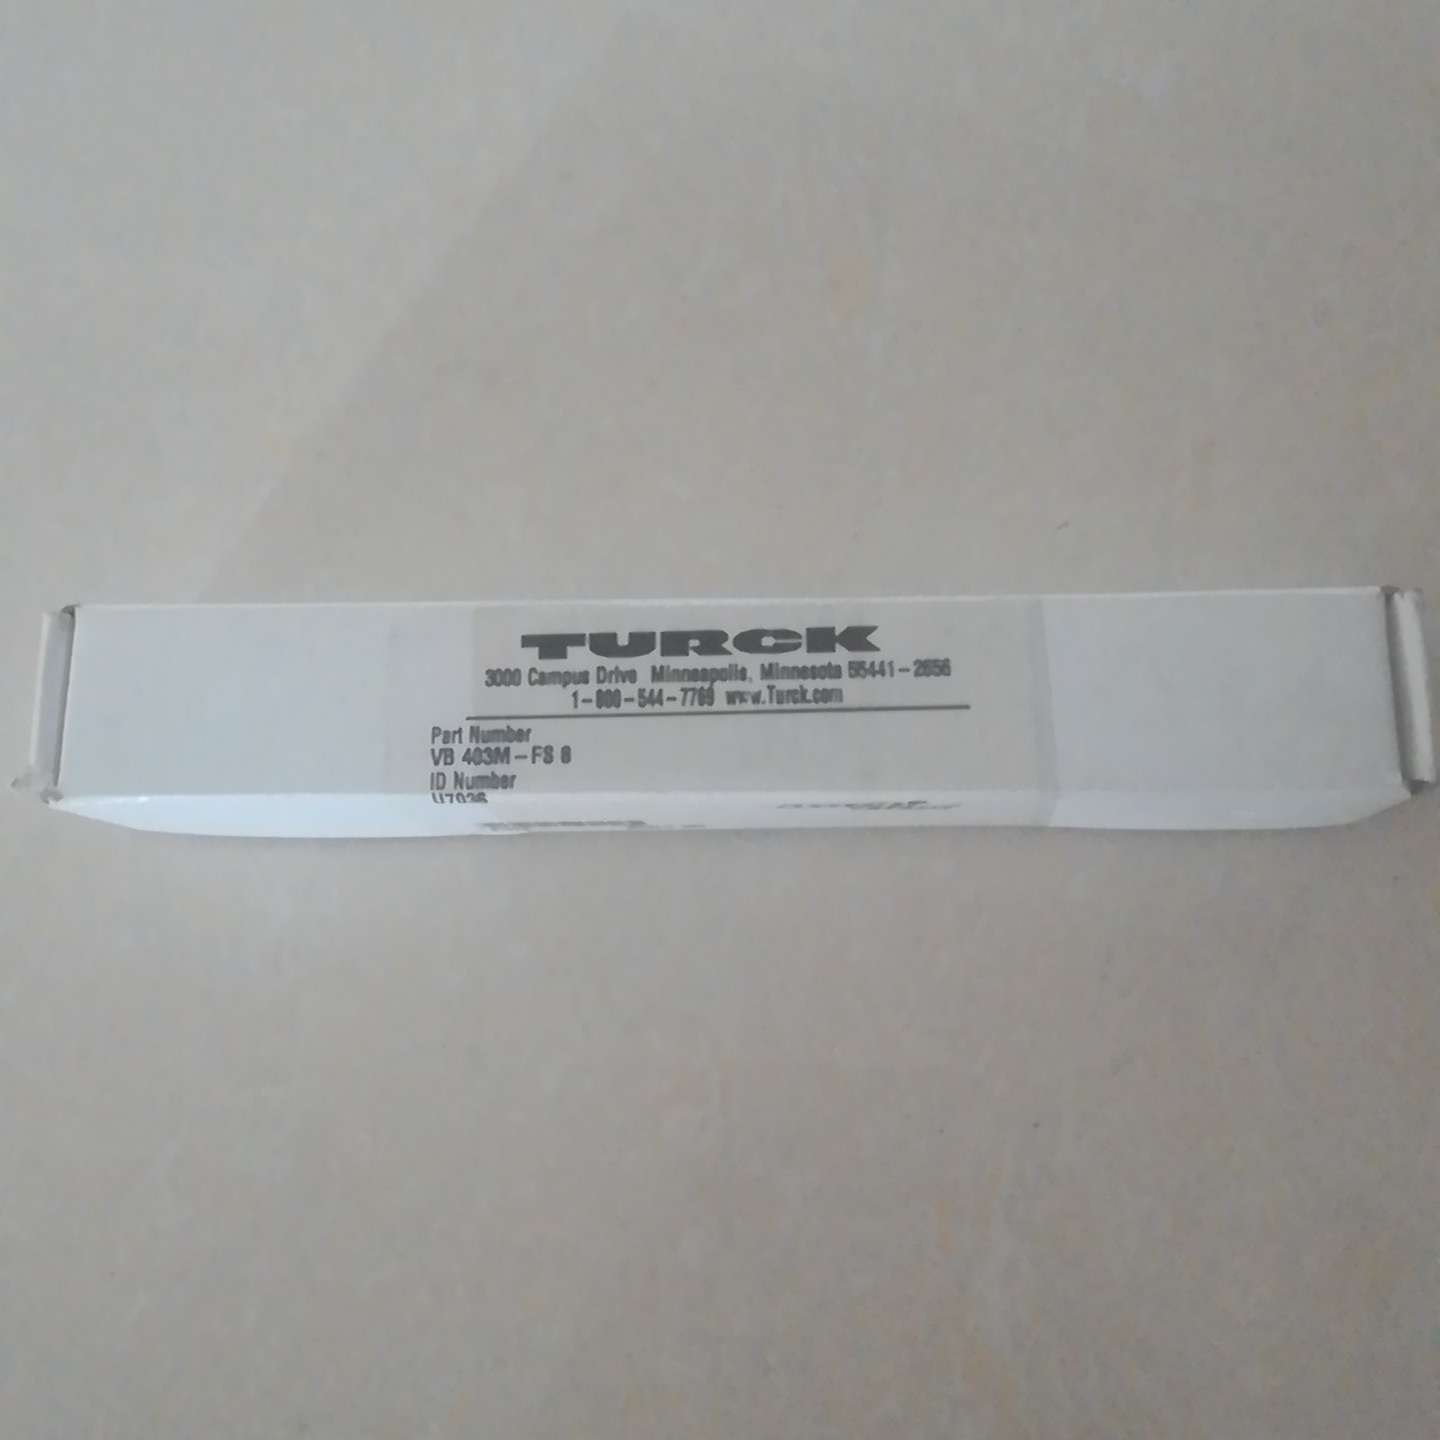 TURCK
3000 Campus Drive Minneapolis, Minnesota 55441-2656
1-800-544-7769 www.Turck.com
Part Number
VB 403M-FS 8
ID Number
U7036